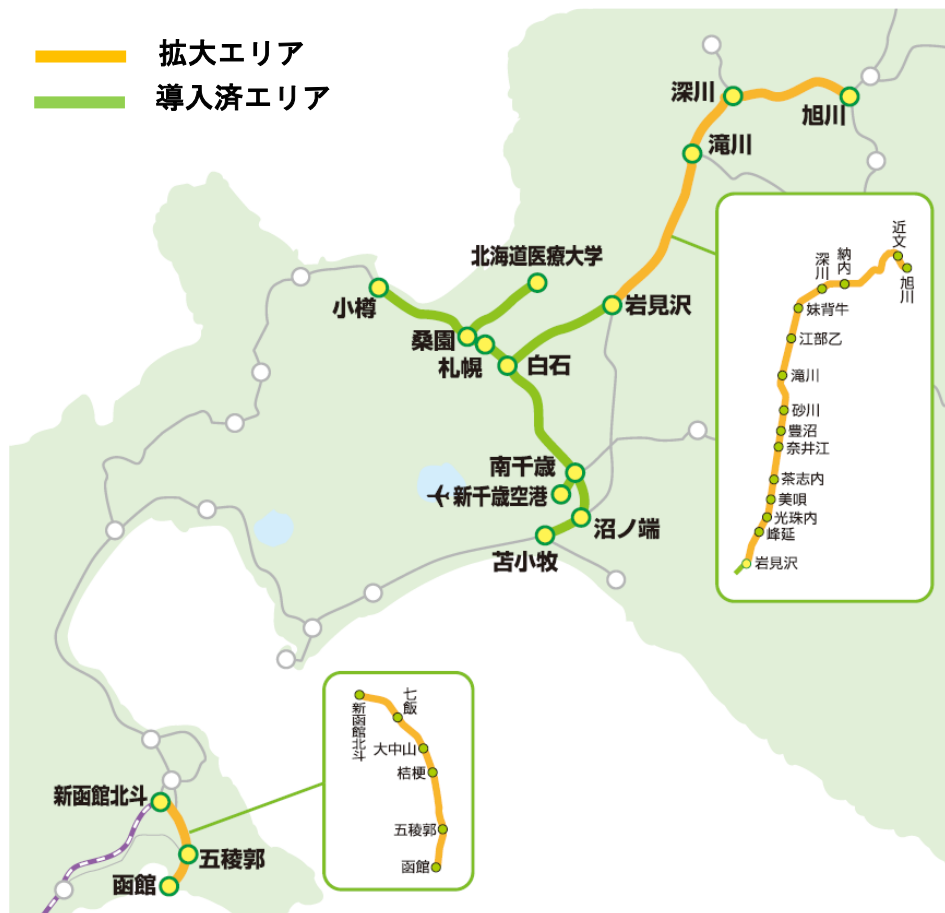 拡大エリア
導入済エリア
深川
旭川
滝川
北海道医療大学
小樽
岩見沢
桑園
札幌
白石
南千歳
新千歳空港
沼ノ端
苫小牧
近文
旭川
納内
深川
妹背牛
江部乙
滝川
砂川
豊沼
奈井江
茶志内
美唄
光珠内
峰延
岩見沢
新函館北斗
五稜郭
函館
新函館北斗
七飯
大中山
桔梗
五稜郭
函館